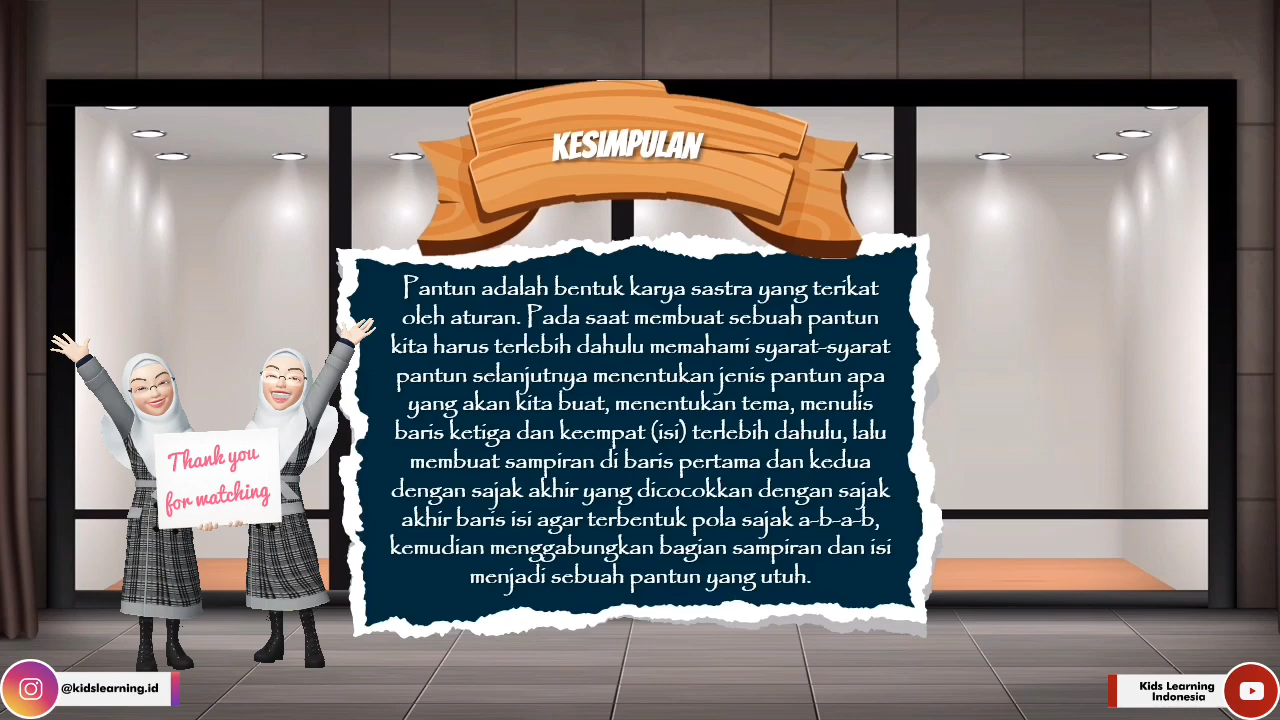 KESIMPULAN
Pantun adalah bentuk karya sastra yang terikat
oleh aturan. Pada saat membuat sebuah pantun
kita harus terlebih dahulu memahami syarat-syarat
pantun selanjutnya menentukan jenis pantun apa
yang akan kita buat, menentukan tema, menulis
baris ketiga dan keempat (isi) terlebih dahulu, lalu
membuat sampiran di baris pertama dan kedua
dengan sajak akhir yang dicocokkan dengan sajak
akhir baris isi agar terbentuk pola sajak a-b-a-b,
kemudian menggabungkan bagian sampiran dan isi
menjadi sebuah pantun yang utuh.
Thank you
for watching
@kidslearning.id
Kids Learning
Indonesia